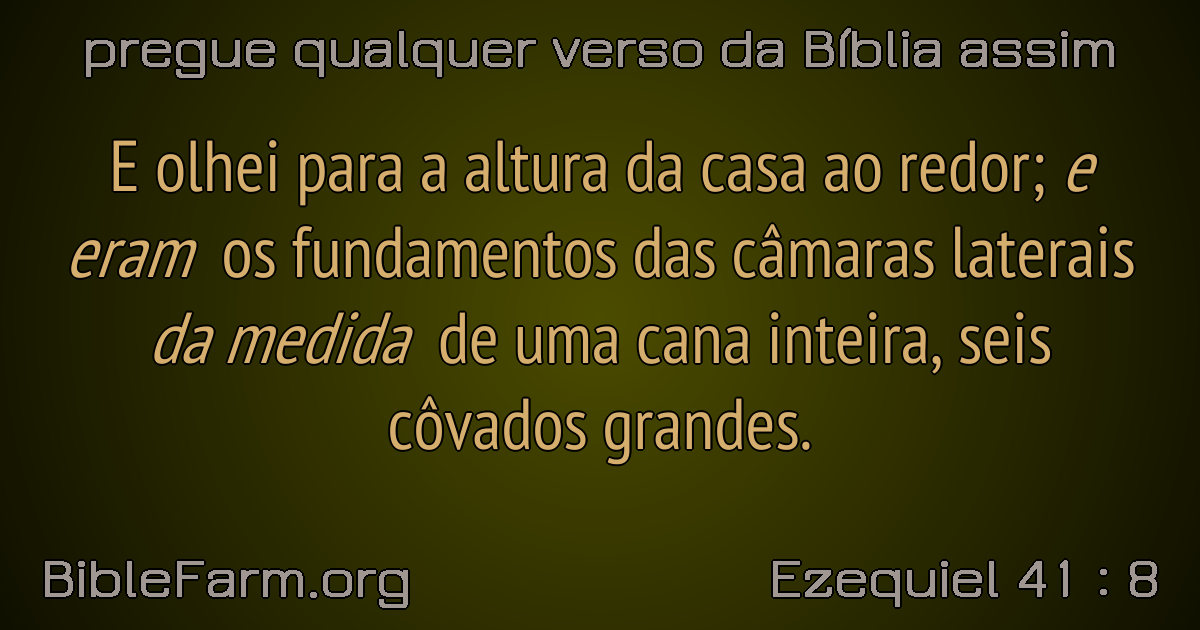 pregue qualquer verso da Bíblia assim
E olhei para a altura da casa ao redor; e
eram os fundamentos das câmaras laterais
da medida de uma cana inteira, seis
côvados grandes.
BibleFarm.org
Ezequiel 41 : 8